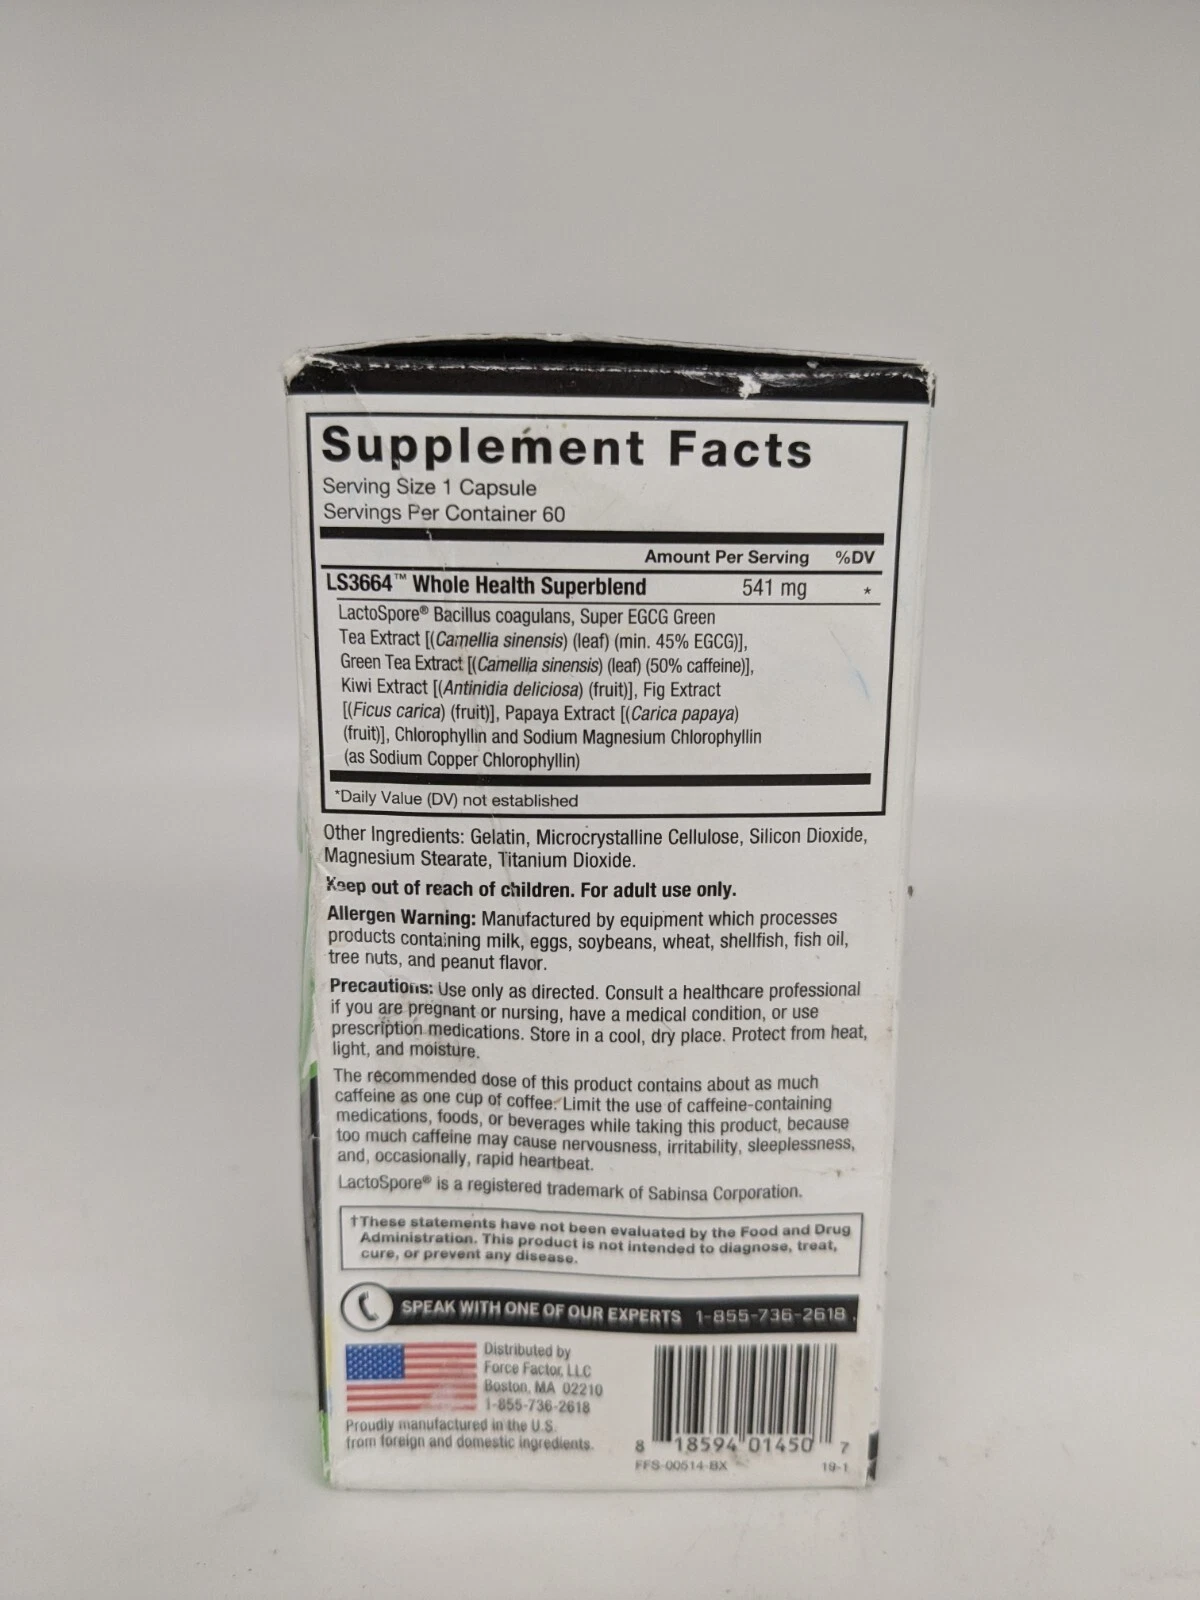 Supplement Facts
Serving Size 1 Capsule
Servings Per Container 60
Amount Per Serving %DV
LS3664™ Whole Health Superblend 541 mg *
LactoSpore® Bacillus coagulans, Super EGCG Green
Tea Extract [(Camellia sinensis) (leaf) (min. 45% EGCG)],
Green Tea Extract [(Camellia sinensis) (leaf) (50% caffeine)],
Kiwi Extract [(Antinidia deliciosa) (fruit)], Fig Extract
[(Ficus carica) (fruit)], Papaya Extract [(Carica papaya)
(fruit)], Chlorophyllin and Sodium Magnesium Chlorophyllin
(as Sodium Copper Chlorophyllin)
*Daily Value (DV) not established
Other Ingredients: Gelatin, Microcrystalline Cellulose, Silicon Dioxide,
Magnesium Stearate, Titanium Dioxide.
Keep out of reach of children. For adult use only.
Allergen Warning: Manufactured by equipment which processes
products containing milk, eggs, soybeans, wheat, shellfish, fish oil,
tree nuts, and peanut flavor.
Precautions: Use only as directed. Consult a healthcare professional
if you are pregnant or nursing, have a medical condition, or use
prescription medications. Store in a cool, dry place. Protect from heat,
light, and moisture.
The recommended dose of this product contains about as much
caffeine as one cup of coffee. Limit the use of caffeine-containing
medications, foods, or beverages while taking this product, because
too much caffeine may cause nervousness, irritability, sleeplessness,
and, occasionally, rapid heartbeat.
LactoSpore® is a registered trademark of Sabinsa Corporation.
†These statements have not been evaluated by the Food and Drug
Administration. This product is not intended to diagnose, treat,
cure, or prevent any disease.
SPEAK WITH ONE OF OUR EXPERTS 1-855-736-2618
Distributed by
Force Factor, LLC
Boston, MA 02210
1-855-736-2618
Proudly manufactured in the U.S.
from foreign and domestic ingredients.
8 18594 01450 7
FFS-00514-BX 19-1